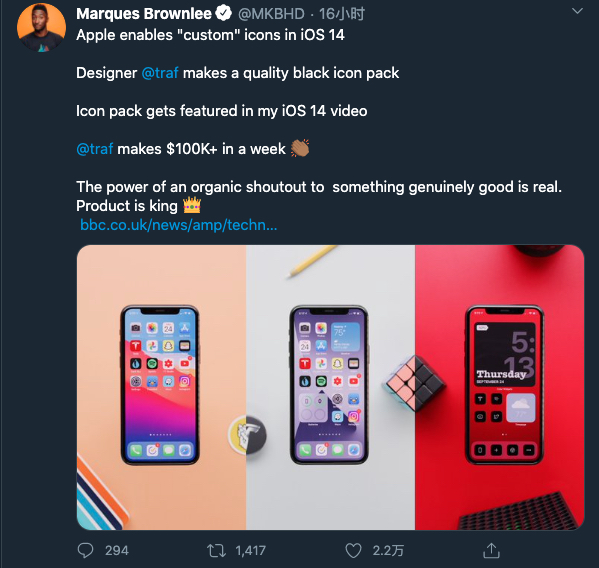 Marques Brownlee @MKBHD · 16小时
Apple enables "custom" icons in iOS 14
Designer @traf makes a quality black icon pack
Icon pack gets featured in my iOS 14 video
@traf makes $100K+ in a week 👏🏾
The power of an organic shoutout to something genuinely good is real.
Product is king 👑
bbc.co.uk/news/amp/techn...
24
75°
24
5:
13
Thursday
SEPTEMBER 24
294
1,417
2.2万